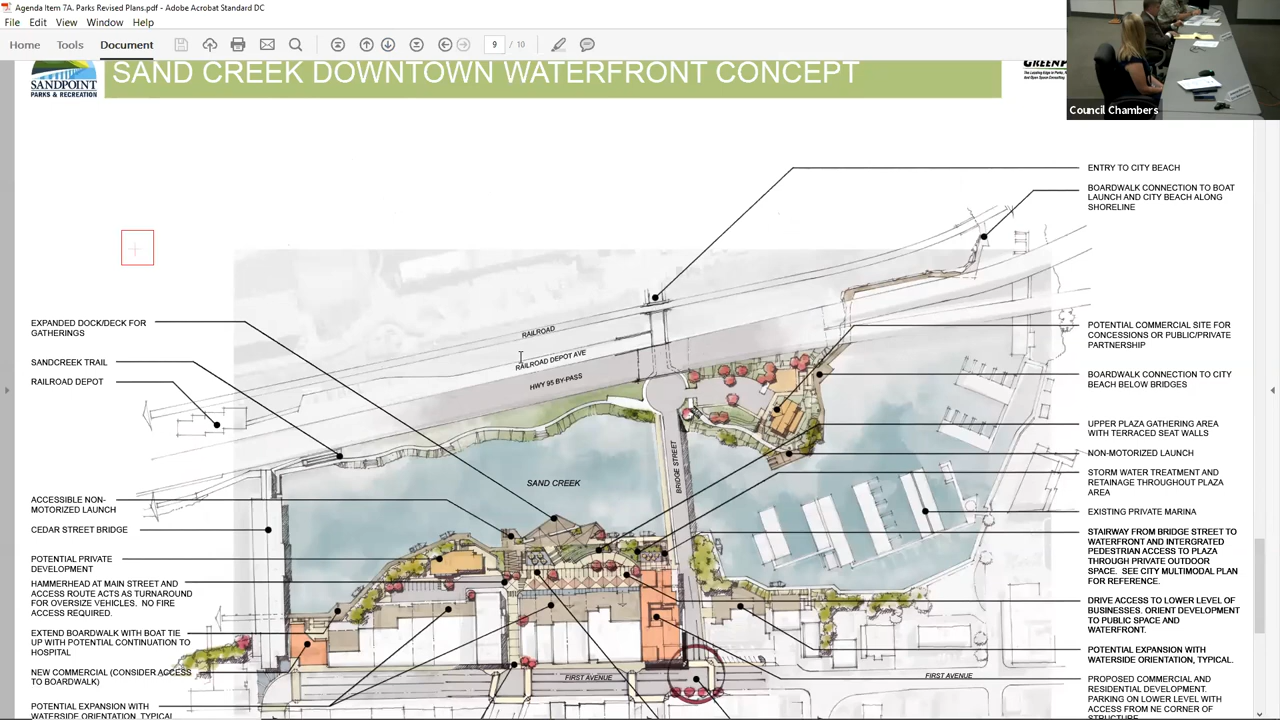 Agenda Item 7A. Parks Revised Plans.pdf - Adobe Acrobat Standard DC
File Edit View Window Help
Home Tools Document 9 / 10
Council Chambers
SANDPOINT
PARKS & RECREATION
SAND CREEK DOWNTOWN WATERFRONT CONCEPT
ENTRY TO CITY BEACH
BOARDWALK CONNECTION TO BOAT
LAUNCH AND CITY BEACH ALONG
SHORELINE
EXPANDED DOCK/DECK FOR
GATHERINGS
SANDCREEK TRAIL
RAILROAD DEPOT
RAILROAD
RAILROAD DEPOT AVE
HWY 95 BY-PASS
POTENTIAL COMMERCIAL SITE FOR
CONCESSIONS OR PUBLIC/PRIVATE
PARTNERSHIP
BOARDWALK CONNECTION TO CITY
BEACH BELOW BRIDGES
UPPER PLAZA GATHERING AREA
WITH TERRACED SEAT WALLS
NON-MOTORIZED LAUNCH
STORM WATER TREATMENT AND
RETAINAGE THROUGHOUT PLAZA
AREA
EXISTING PRIVATE MARINA
STAIRWAY FROM BRIDGE STREET TO
WATERFRONT AND INTERGRATED
PEDESTRIAN ACCESS TO PLAZA
THROUGH PRIVATE OUTDOOR
SPACE. SEE CITY MULTIMODAL PLAN
FOR REFERENCE.
DRIVE ACCESS TO LOWER LEVEL OF
BUSINESSES. ORIENT DEVELOPMENT
TO PUBLIC SPACE AND
WATERFRONT.
POTENTIAL EXPANSION WITH
WATERSIDE ORIENTATION, TYPICAL.
PROPOSED COMMERCIAL AND
RESIDENTIAL DEVELOPMENT.
PARKING ON LOWER LEVEL WITH
ACCESS FROM NE CORNER OF
STRUCTURE
BRIDGE STREET
SAND CREEK
ACCESSIBLE NON-
MOTORIZED LAUNCH
CEDAR STREET BRIDGE
POTENTIAL PRIVATE
DEVELOPMENT
HAMMERHEAD AT MAIN STREET AND
ACCESS ROUTE ACTS AS TURNAROUND
FOR OVERSIZE VEHICLES. NO FIRE
ACCESS REQUIRED.
EXTEND BOARDWALK WITH BOAT TIE
UP WITH POTENTIAL CONTINUATION TO
HOSPITAL
NEW COMMERCIAL (CONSIDER ACCESS
TO BOARDWALK)
POTENTIAL EXPANSION WITH
WATERSIDE ORIENTATION, TYPICAL
FIRST AVENUE
FIRST AVENUE